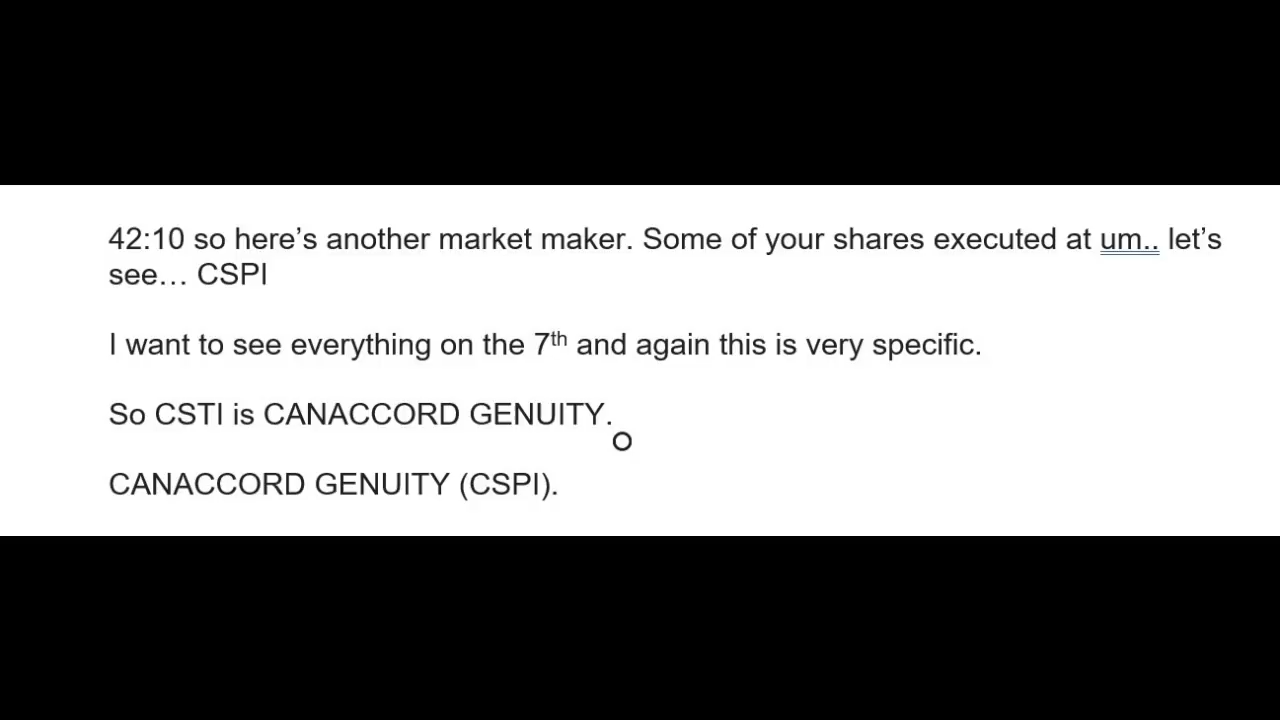 42:10 so here’s another market maker. Some of your shares executed at um.. let’s
see… CSPI
I want to see everything on the 7th and again this is very specific.
So CSTI is CANACCORD GENUITY.
CANACCORD GENUITY (CSPI).